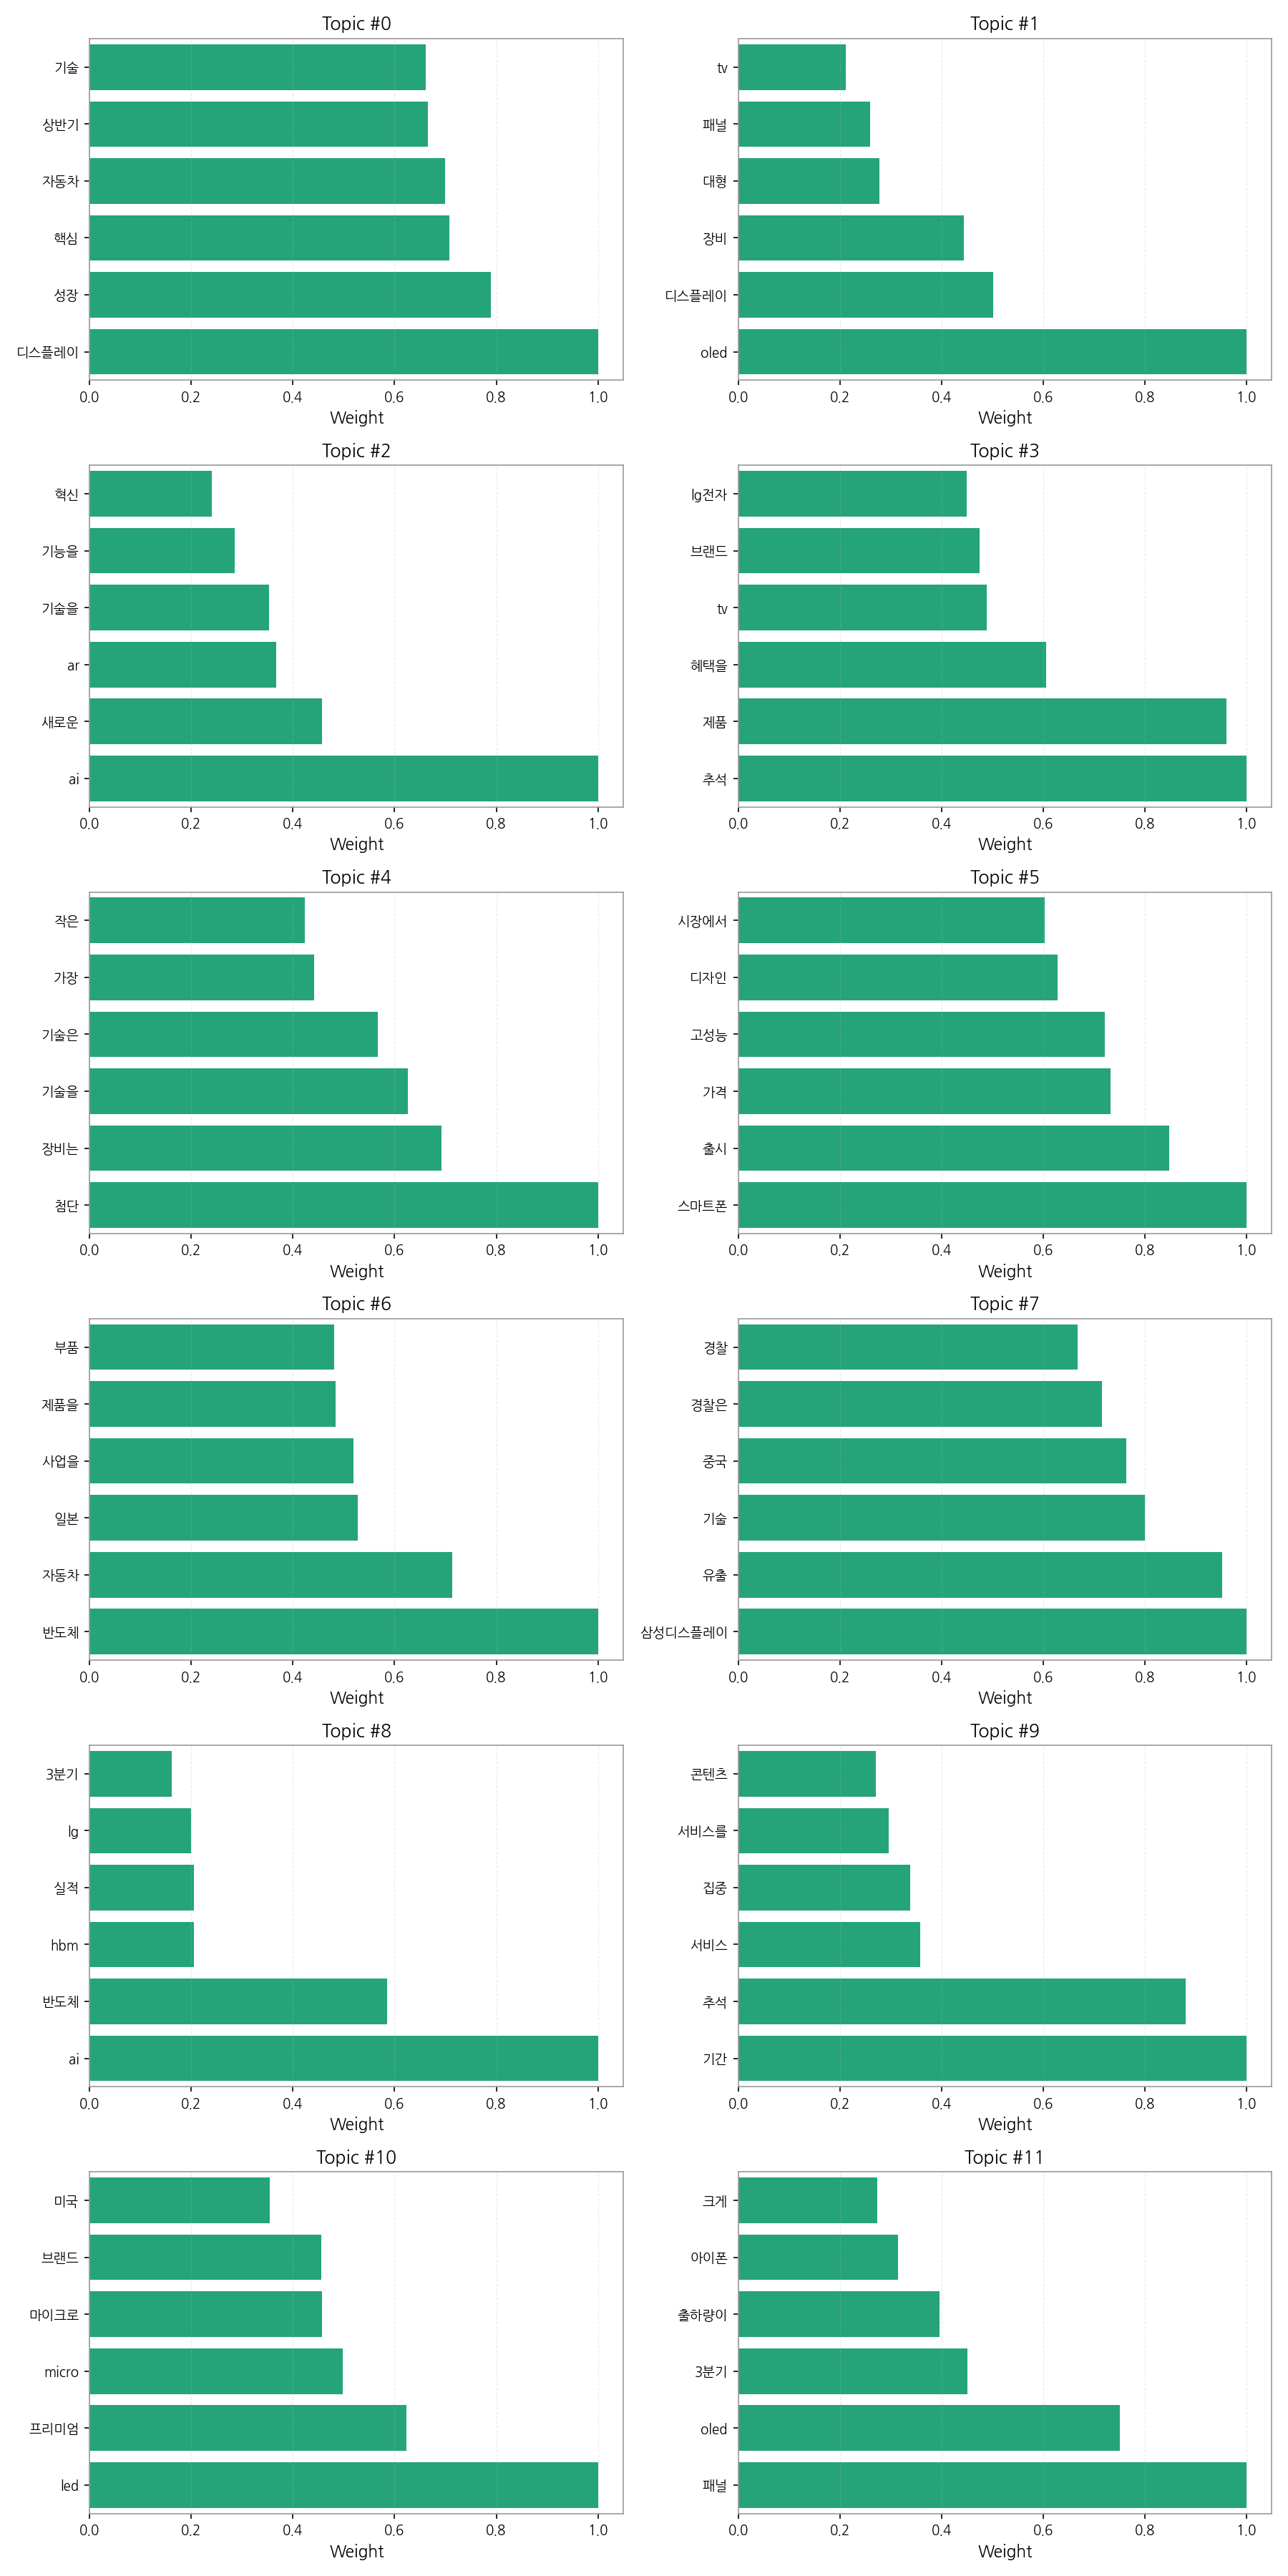 Topic #0
기술
상반기
자동차
핵심
성장
디스플레이
0.0 0.2 0.4 0.6 0.8 1.0
Weight
Topic #1
tv
패널
대형
장비
디스플레이
oled
0.0 0.2 0.4 0.6 0.8 1.0
Weight
Topic #2
혁신
기능을
기술을
ar
새로운
ai
0.0 0.2 0.4 0.6 0.8 1.0
Weight
Topic #3
lg전자
브랜드
tv
혜택을
제품
추석
0.0 0.2 0.4 0.6 0.8 1.0
Weight
Topic #4
작은
가장
기술은
기술을
장비는
첨단
0.0 0.2 0.4 0.6 0.8 1.0
Weight
Topic #5
시장에서
디자인
고성능
가격
출시
스마트폰
0.0 0.2 0.4 0.6 0.8 1.0
Weight
Topic #6
부품
제품을
사업을
일본
자동차
반도체
0.0 0.2 0.4 0.6 0.8 1.0
Weight
Topic #7
경찰
경찰은
중국
기술
유출
삼성디스플레이
0.0 0.2 0.4 0.6 0.8 1.0
Weight
Topic #8
3분기
lg
실적
hbm
반도체
ai
0.0 0.2 0.4 0.6 0.8 1.0
Weight
Topic #9
콘텐츠
서비스를
집중
서비스
추석
기간
0.0 0.2 0.4 0.6 0.8 1.0
Weight
Topic #10
미국
브랜드
마이크로
micro
프리미엄
led
0.0 0.2 0.4 0.6 0.8 1.0
Weight
Topic #11
크게
아이폰
출하량이
3분기
oled
패널
0.0 0.2 0.4 0.6 0.8 1.0
Weight